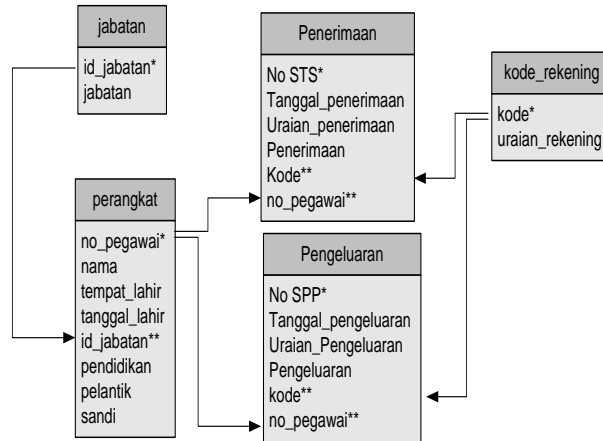 jabatan
id_jabatan*
jabatan
Penerimaan
No STS*
Tanggal_penerimaan
Uraian_penerimaan
Penerimaan
Kode**
no_pegawai**
kode_rekening
kode*
uraian_rekening
perangkat
no_pegawai*
nama
tempat_lahir
tanggal_lahir
id_jabatan**
pendidikan
pelantik
sandi
Pengeluaran
No SPP*
Tanggal_pengeluaran
Uraian_Pengeluaran
Pengeluaran
kode**
no_pegawai**